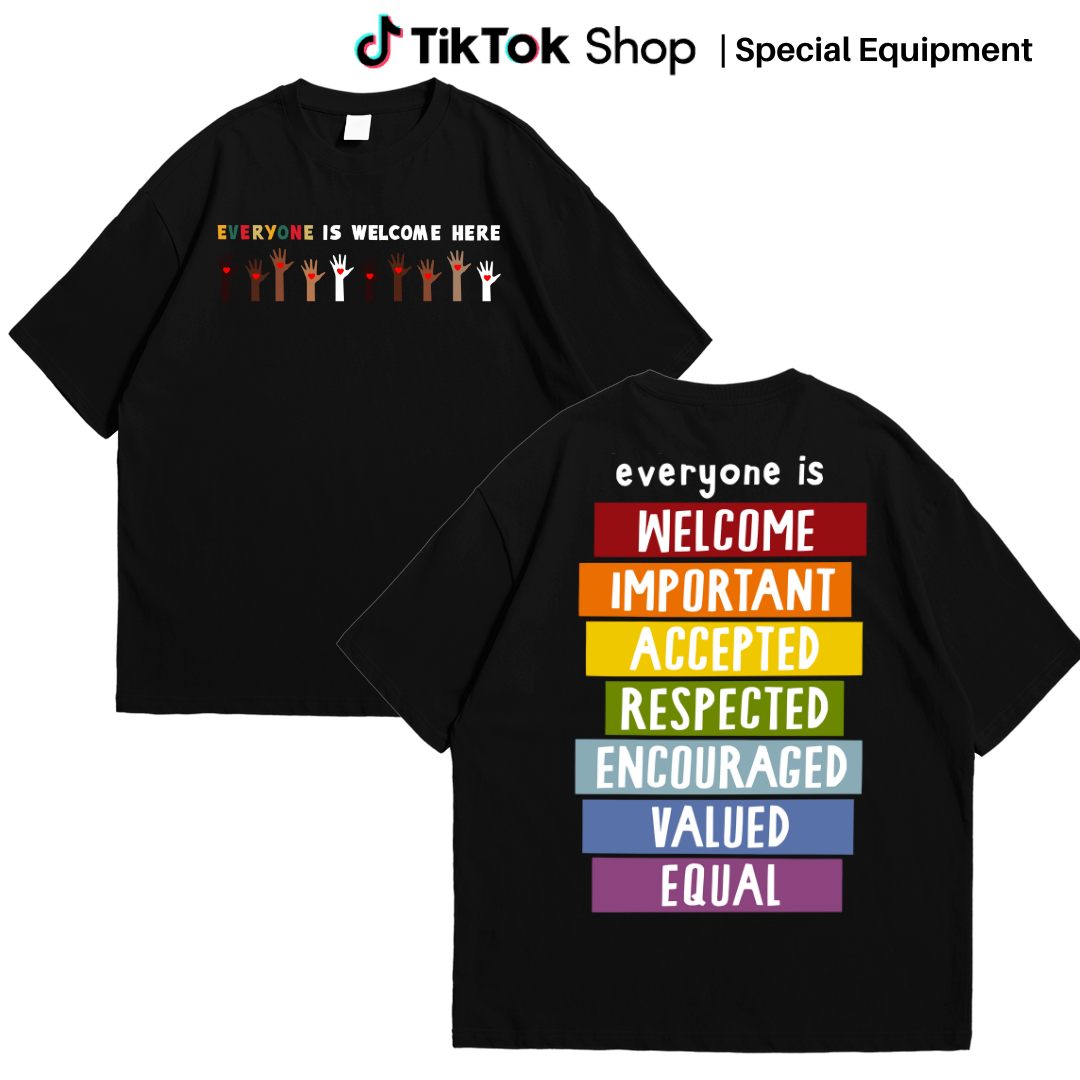 TikTok Shop | Special Equipment
EVERYONE IS WELCOME HERE
everyone is
WELCOME
IMPORTANT
ACCEPTED
RESPECTED
ENCOURAGED
VALUED
EQUAL